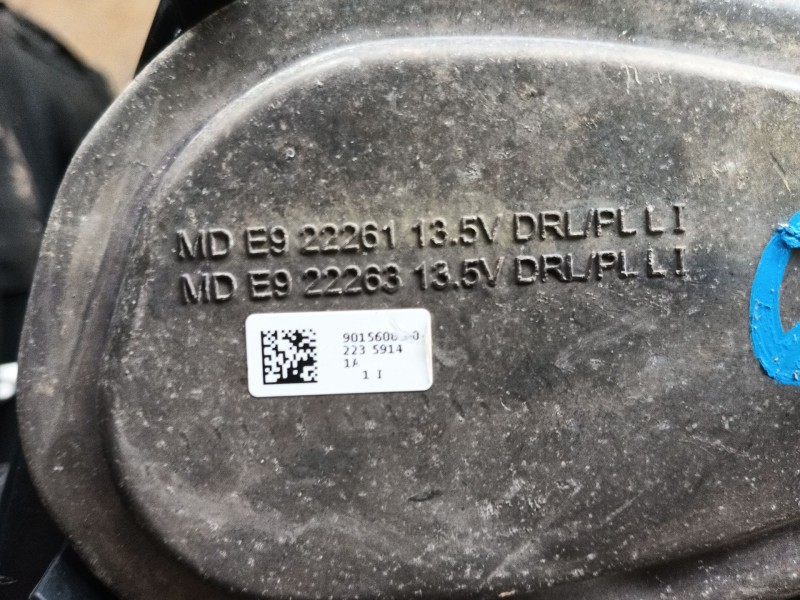 MD E9 22261 13.5V DRL/PL L I
MD E9 22263 13.5V DRL/PL L I
223 5914
1A
1 I